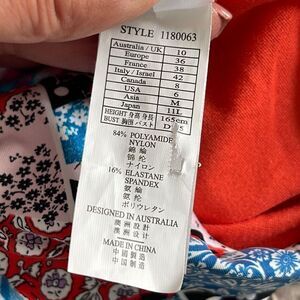 STYLE 1180063
Australia / UK 10
Europe 36
France 38
Italy / Israel 42
Canada 8
USA 6
Asia M
Japan 11L
HEIGHT 身高 身長 165cm
BUST 胸围 バスト
84% POLYAMIDE
NYLON
錦綸
锦纶
ナイロン
16% ELASTANE
SPANDEX
氨綸
氨纶
ポリウレタン
DESIGNED IN AUSTRALIA
澳洲設計
澳洲设计
MADE IN CHINA
中國製造
中国制造